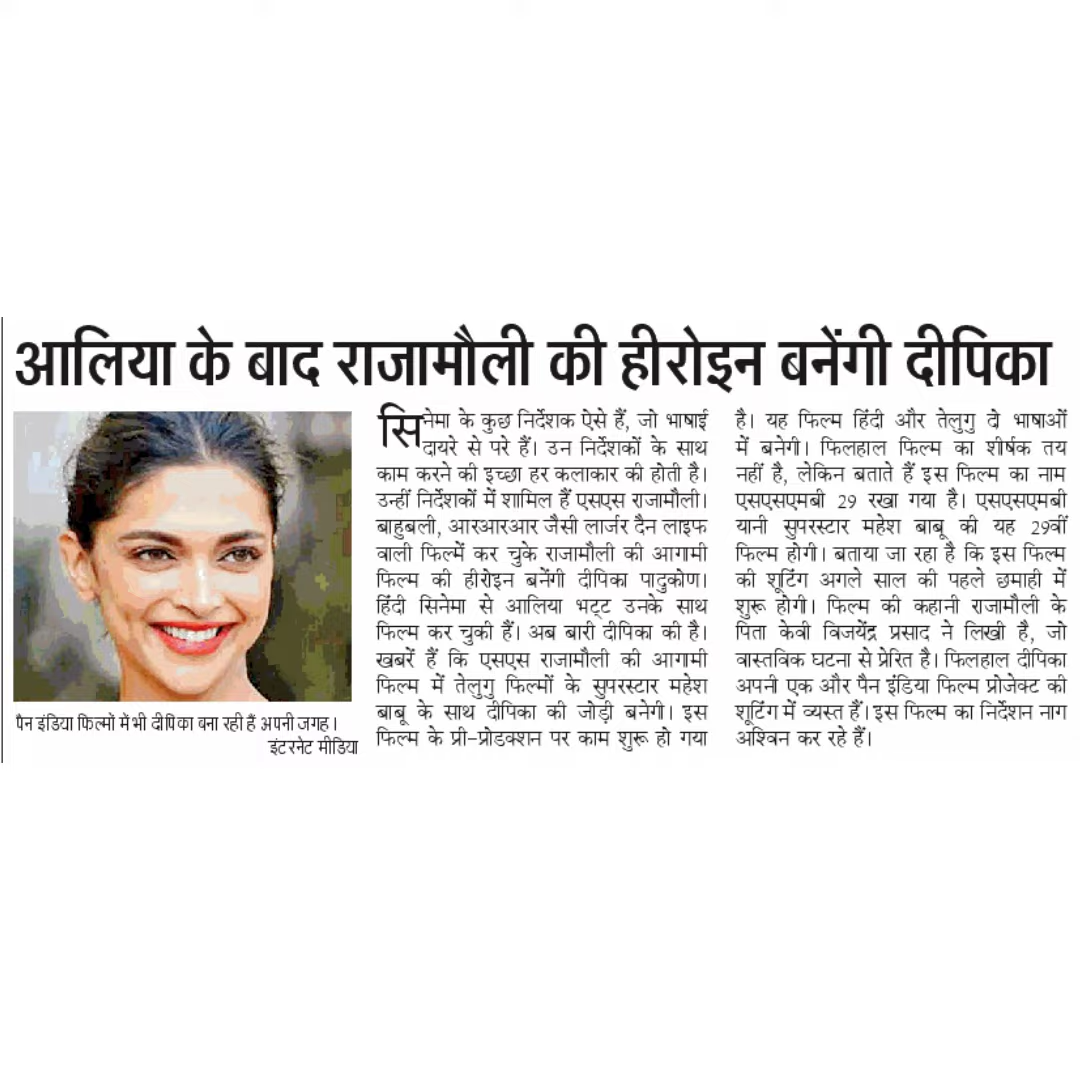 आलिया के बाद राजामौली की हीरोइन बनेंगी दीपिका
पैन इंडिया फिल्मों में भी दीपिका बना रही हैं अपनी जगह।
इंटरनेट मीडिया
सिनेमा के कुछ निर्देशक ऐसे हैं, जो भाषाई
दायरे से परे हैं। उन निर्देशकों के साथ
काम करने की इच्छा हर कलाकार की होती है।
उन्हीं निर्देशकों में शामिल हैं एसएस राजामौली।
बाहुबली, आरआरआर जैसी लार्जर दैन लाइफ
वाली फिल्में कर चुके राजामौली की आगामी
फिल्म की हीरोइन बनेंगी दीपिका पादुकोण।
हिंदी सिनेमा से आलिया भट्ट उनके साथ
फिल्म कर चुकी हैं। अब बारी दीपिका की है।
खबरें हैं कि एसएस राजामौली की आगामी
फिल्म में तेलुगु फिल्मों के सुपरस्टार महेश
बाबू के साथ दीपिका की जोड़ी बनेगी। इस
फिल्म के प्री-प्रोडक्शन पर काम शुरू हो गया
है। यह फिल्म हिंदी और तेलुगु दो भाषाओं
में बनेगी। फिलहाल फिल्म का शीर्षक तय
नहीं है, लेकिन बताते हैं इस फिल्म का नाम
एसएसएमबी 29 रखा गया है। एसएसएमबी
यानी सुपरस्टार महेश बाबू की यह 29वीं
फिल्म होगी। बताया जा रहा है कि इस फिल्म
की शूटिंग अगले साल की पहले छमाही में
शुरू होगी। फिल्म की कहानी राजामौली के
पिता केवी विजयेंद्र प्रसाद ने लिखी है, जो
वास्तविक घटना से प्रेरित है। फिलहाल दीपिका
अपनी एक और पैन इंडिया फिल्म प्रोजेक्ट की
शूटिंग में व्यस्त हैं। इस फिल्म का निर्देशन नाग
अश्विन कर रहे हैं।